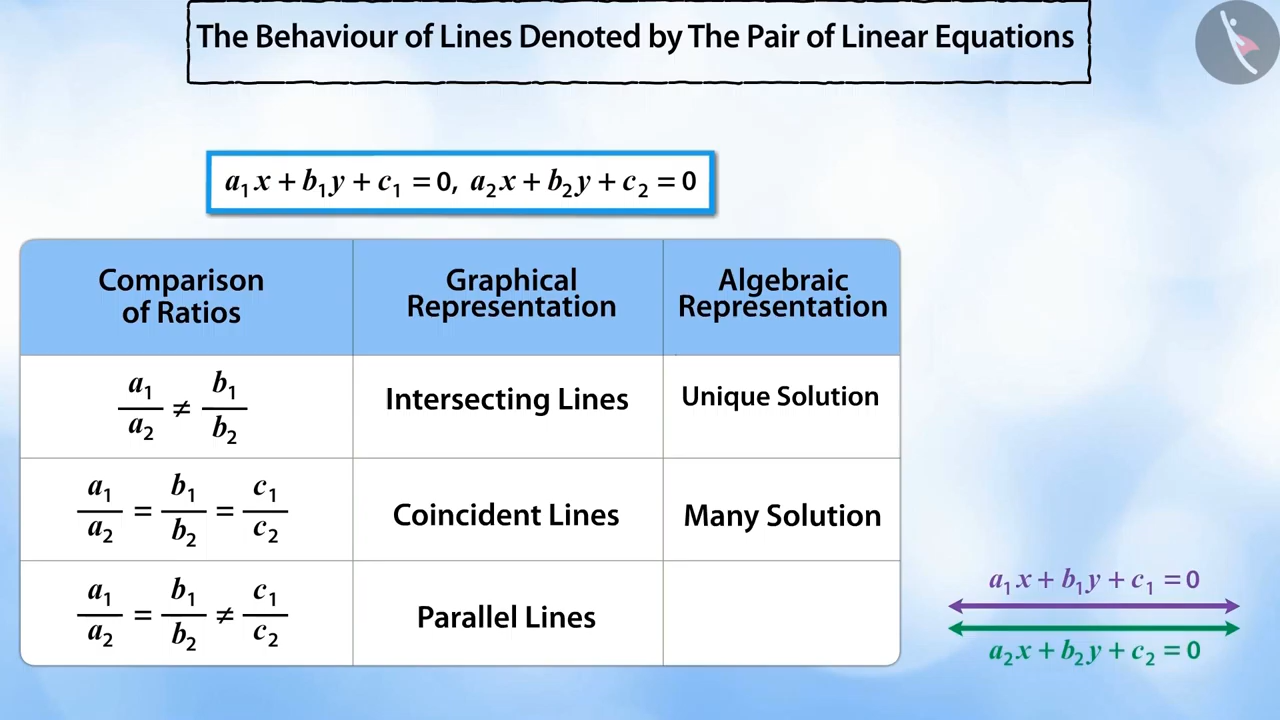 The Behaviour of Lines Denoted by The Pair of Linear Equations
a₁x + b₁y + c₁ = 0, a₂x + b₂y + c₂ = 0
Comparison of Ratios
Graphical Representation
Algebraic Representation
a₁/a₂ ≠ b₁/b₂
Intersecting Lines
Unique Solution
a₁/a₂ = b₁/b₂ = c₁/c₂
Coincident Lines
Many Solution
a₁/a₂ = b₁/b₂ ≠ c₁/c₂
Parallel Lines
a₁x + b₁y + c₁ = 0
a₂x + b₂y + c₂ = 0